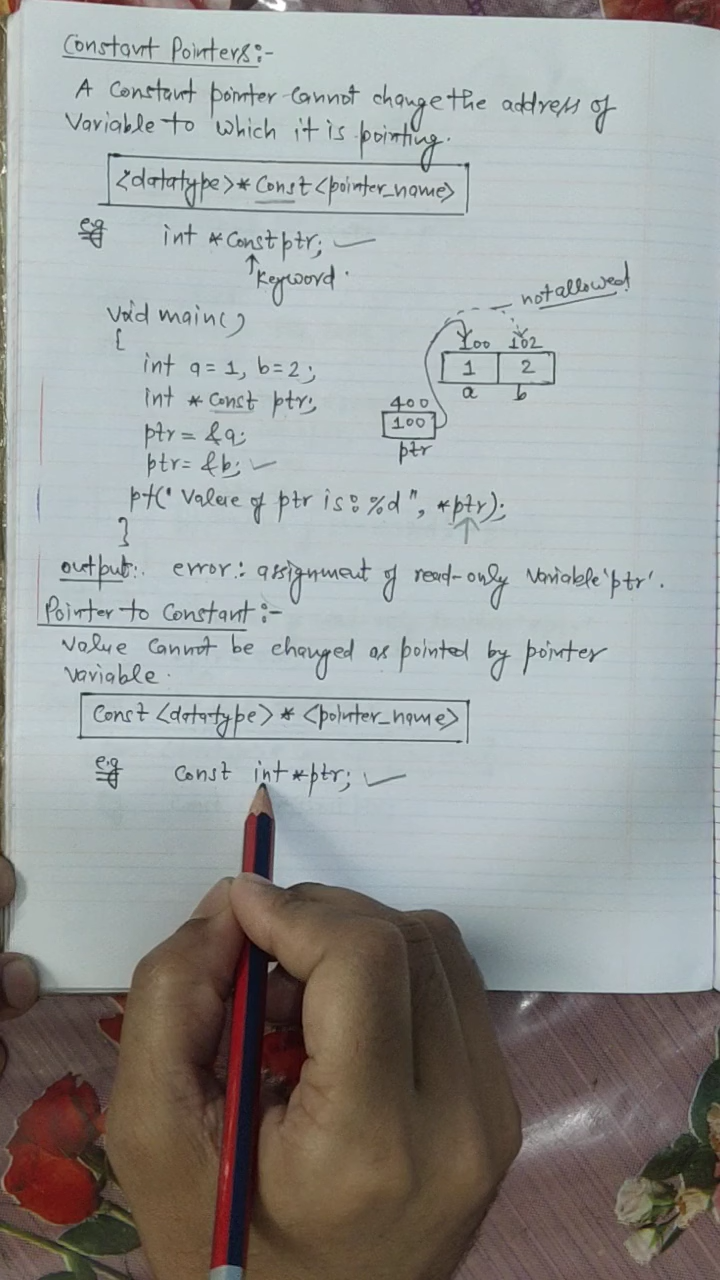 Constant Pointers:-
A Constant pointer cannot change the address of
Variable to which it is pointing.
<datatype>* Const <pointer_name>
eg int *Const ptr;
↑ keyword.
void main()
{
int a=1, b=2;
int * Const ptr;
ptr = &a;
ptr= &b;
pf(" Value of ptr is: %d", *ptr);
}
not allowed
100 102
1 2
a b
400
100
ptr
output:. error: assignment of read-only variable 'ptr'.
Pointer to Constant:-
Value Cannot be changed as pointed by pointer
Variable.
Const <datatype> * <pointer_name>
e.g Const int *ptr;